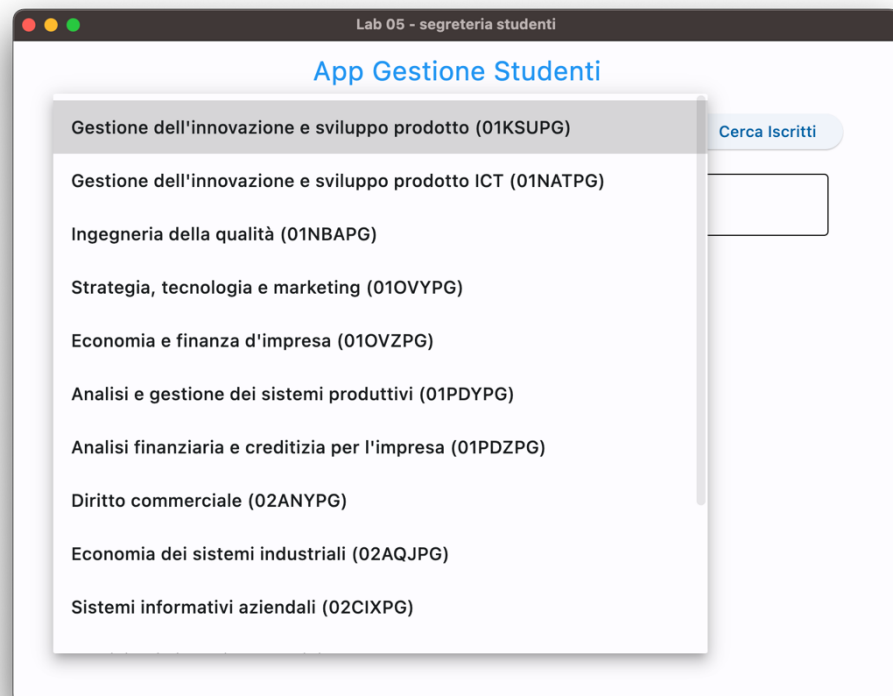 Lab 05 - segreteria studenti
App Gestione Studenti
Gestione dell'innovazione e sviluppo prodotto (01KSUPG)
Cerca Iscritti
Gestione dell'innovazione e sviluppo prodotto ICT (01NATPG)
Ingegneria della qualità (01NBAPG)
Strategia, tecnologia e marketing (01OVYPG)
Economia e finanza d'impresa (01OVZPG)
Analisi e gestione dei sistemi produttivi (01PDYPG)
Analisi finanziaria e creditizia per l'impresa (01PDZPG)
Diritto commerciale (02ANYPG)
Economia dei sistemi industriali (02AQJPG)
Sistemi informativi aziendali (02CIXPG)